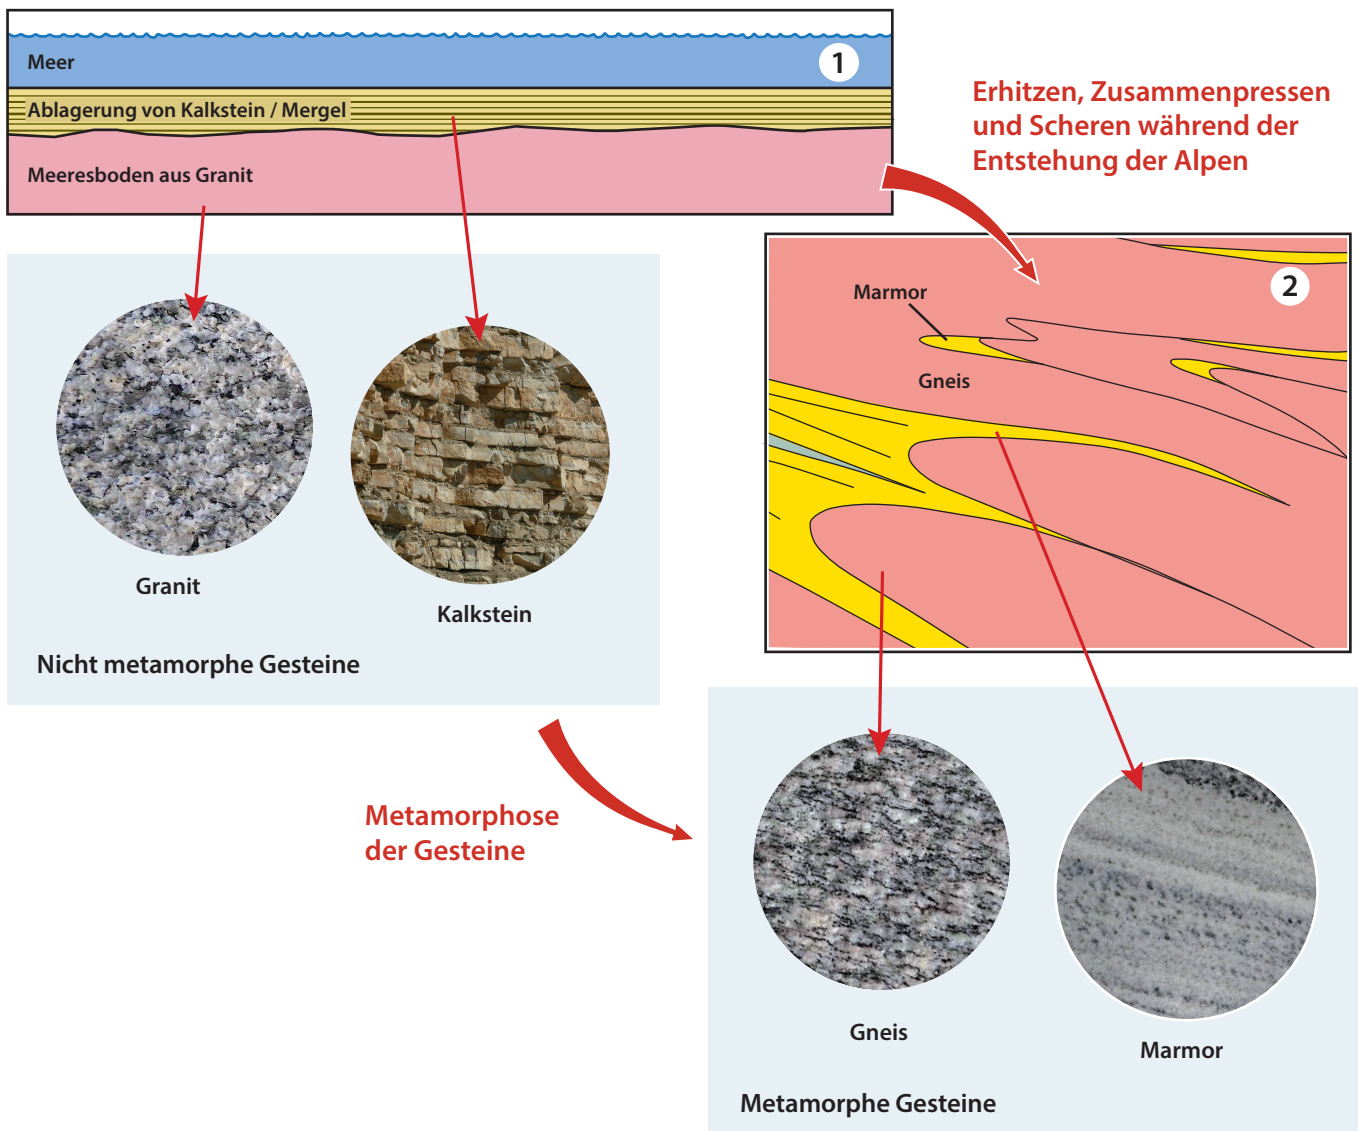 Meer
1
Ablagerung von Kalkstein / Mergel
Meeresboden aus Granit
Erhitzen, Zusammenpressen
und Scheren während der
Entstehung der Alpen
2
Marmor
Gneis
Granit
Kalkstein
Nicht metamorphe Gesteine
Metamorphose
der Gesteine
Gneis
Marmor
Metamorphe Gesteine